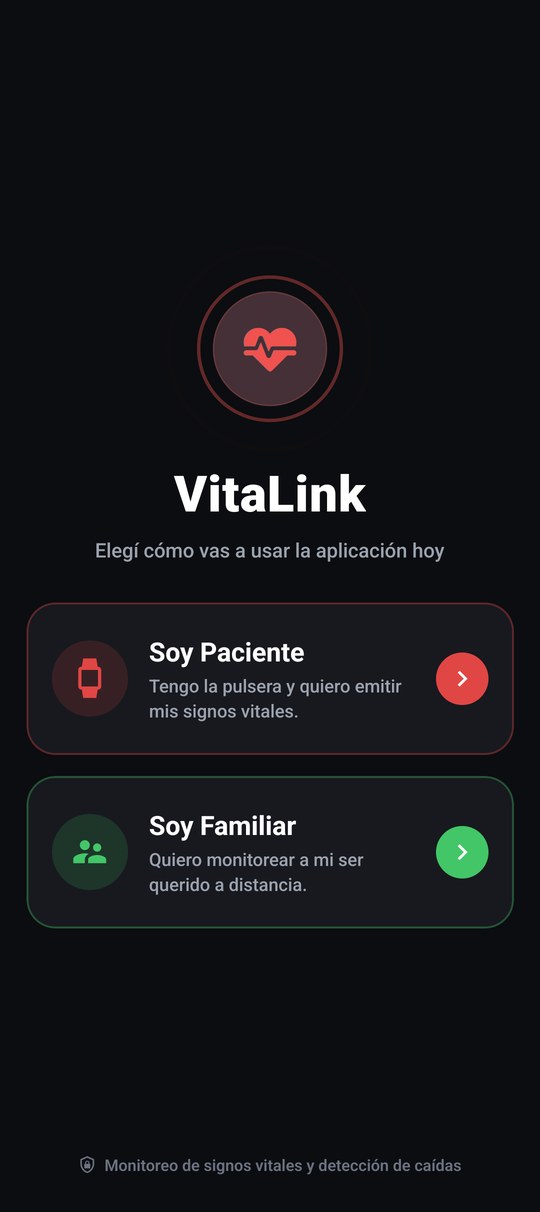 VitaLink
Elegí cómo vas a usar la aplicación hoy
Soy Paciente
Tengo la pulsera y quiero emitir
mis signos vitales.
Soy Familiar
Quiero monitorear a mi ser
querido a distancia.
Monitoreo de signos vitales y detección de caídas